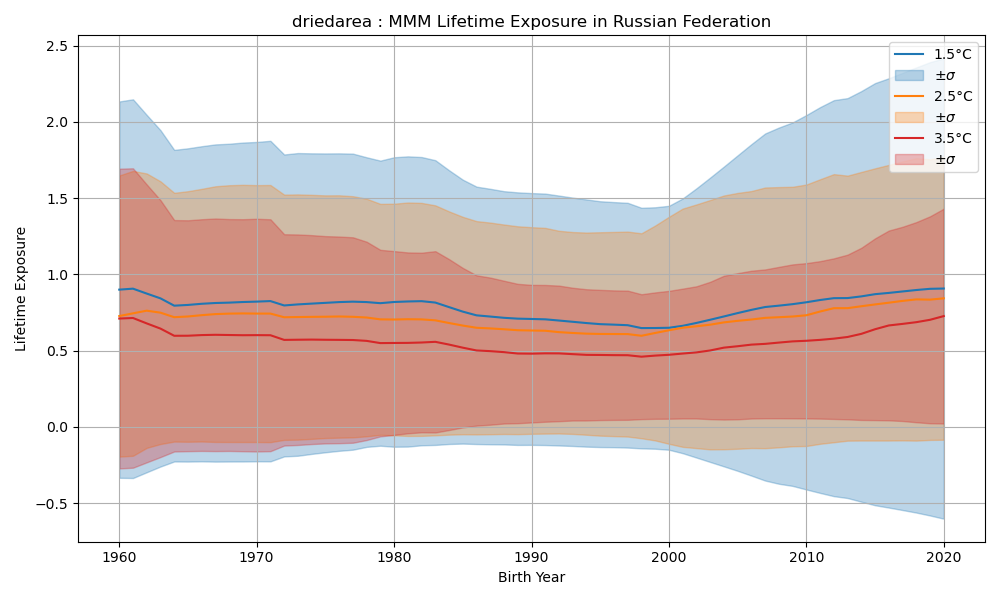 driedarea : MMM Lifetime Exposure in Russian Federation
2.5
2.0
1.5
1.0
0.5
0.0
−0.5
Lifetime Exposure
1960
1970
1980
1990
2000
2010
2020
Birth Year
1.5°C
±σ
2.5°C
±σ
3.5°C
±σ